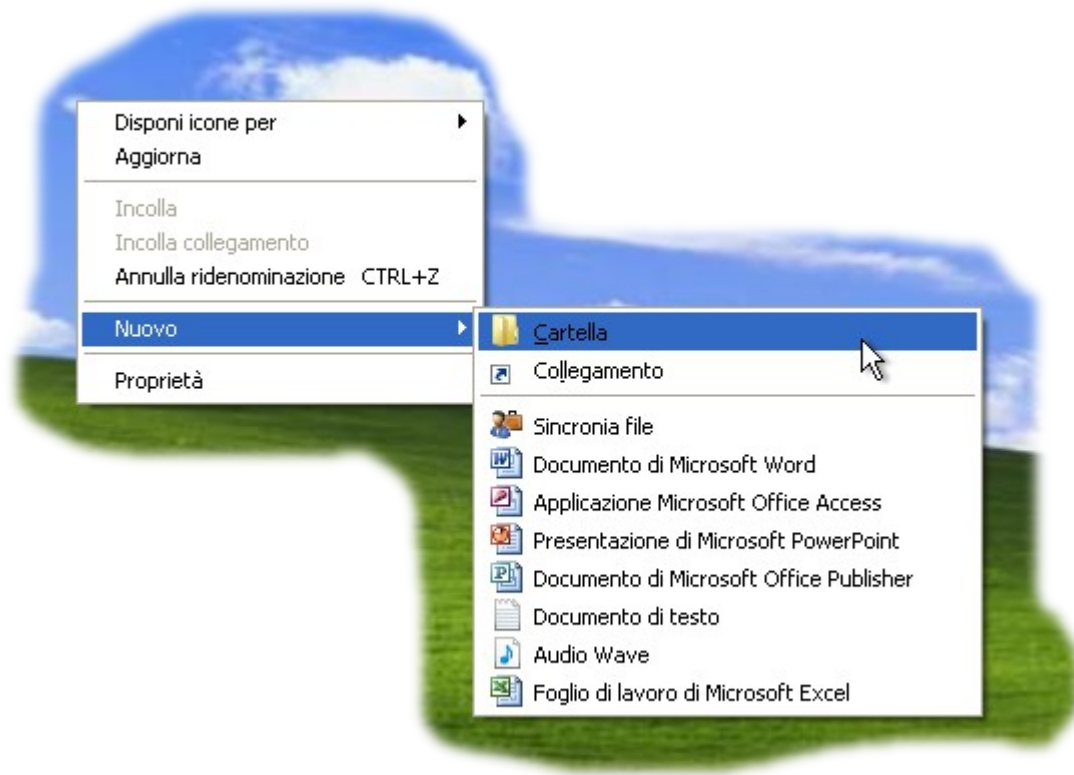 Disponi icone per
Aggiorna
Incolla
Incolla collegamento
Annulla ridenominazione CTRL+Z
Nuovo
Proprietà
Cartella
Collegamento
Sincronia file
Documento di Microsoft Word
Applicazione Microsoft Office Access
Presentazione di Microsoft PowerPoint
Documento di Microsoft Office Publisher
Documento di testo
Audio Wave
Foglio di lavoro di Microsoft Excel